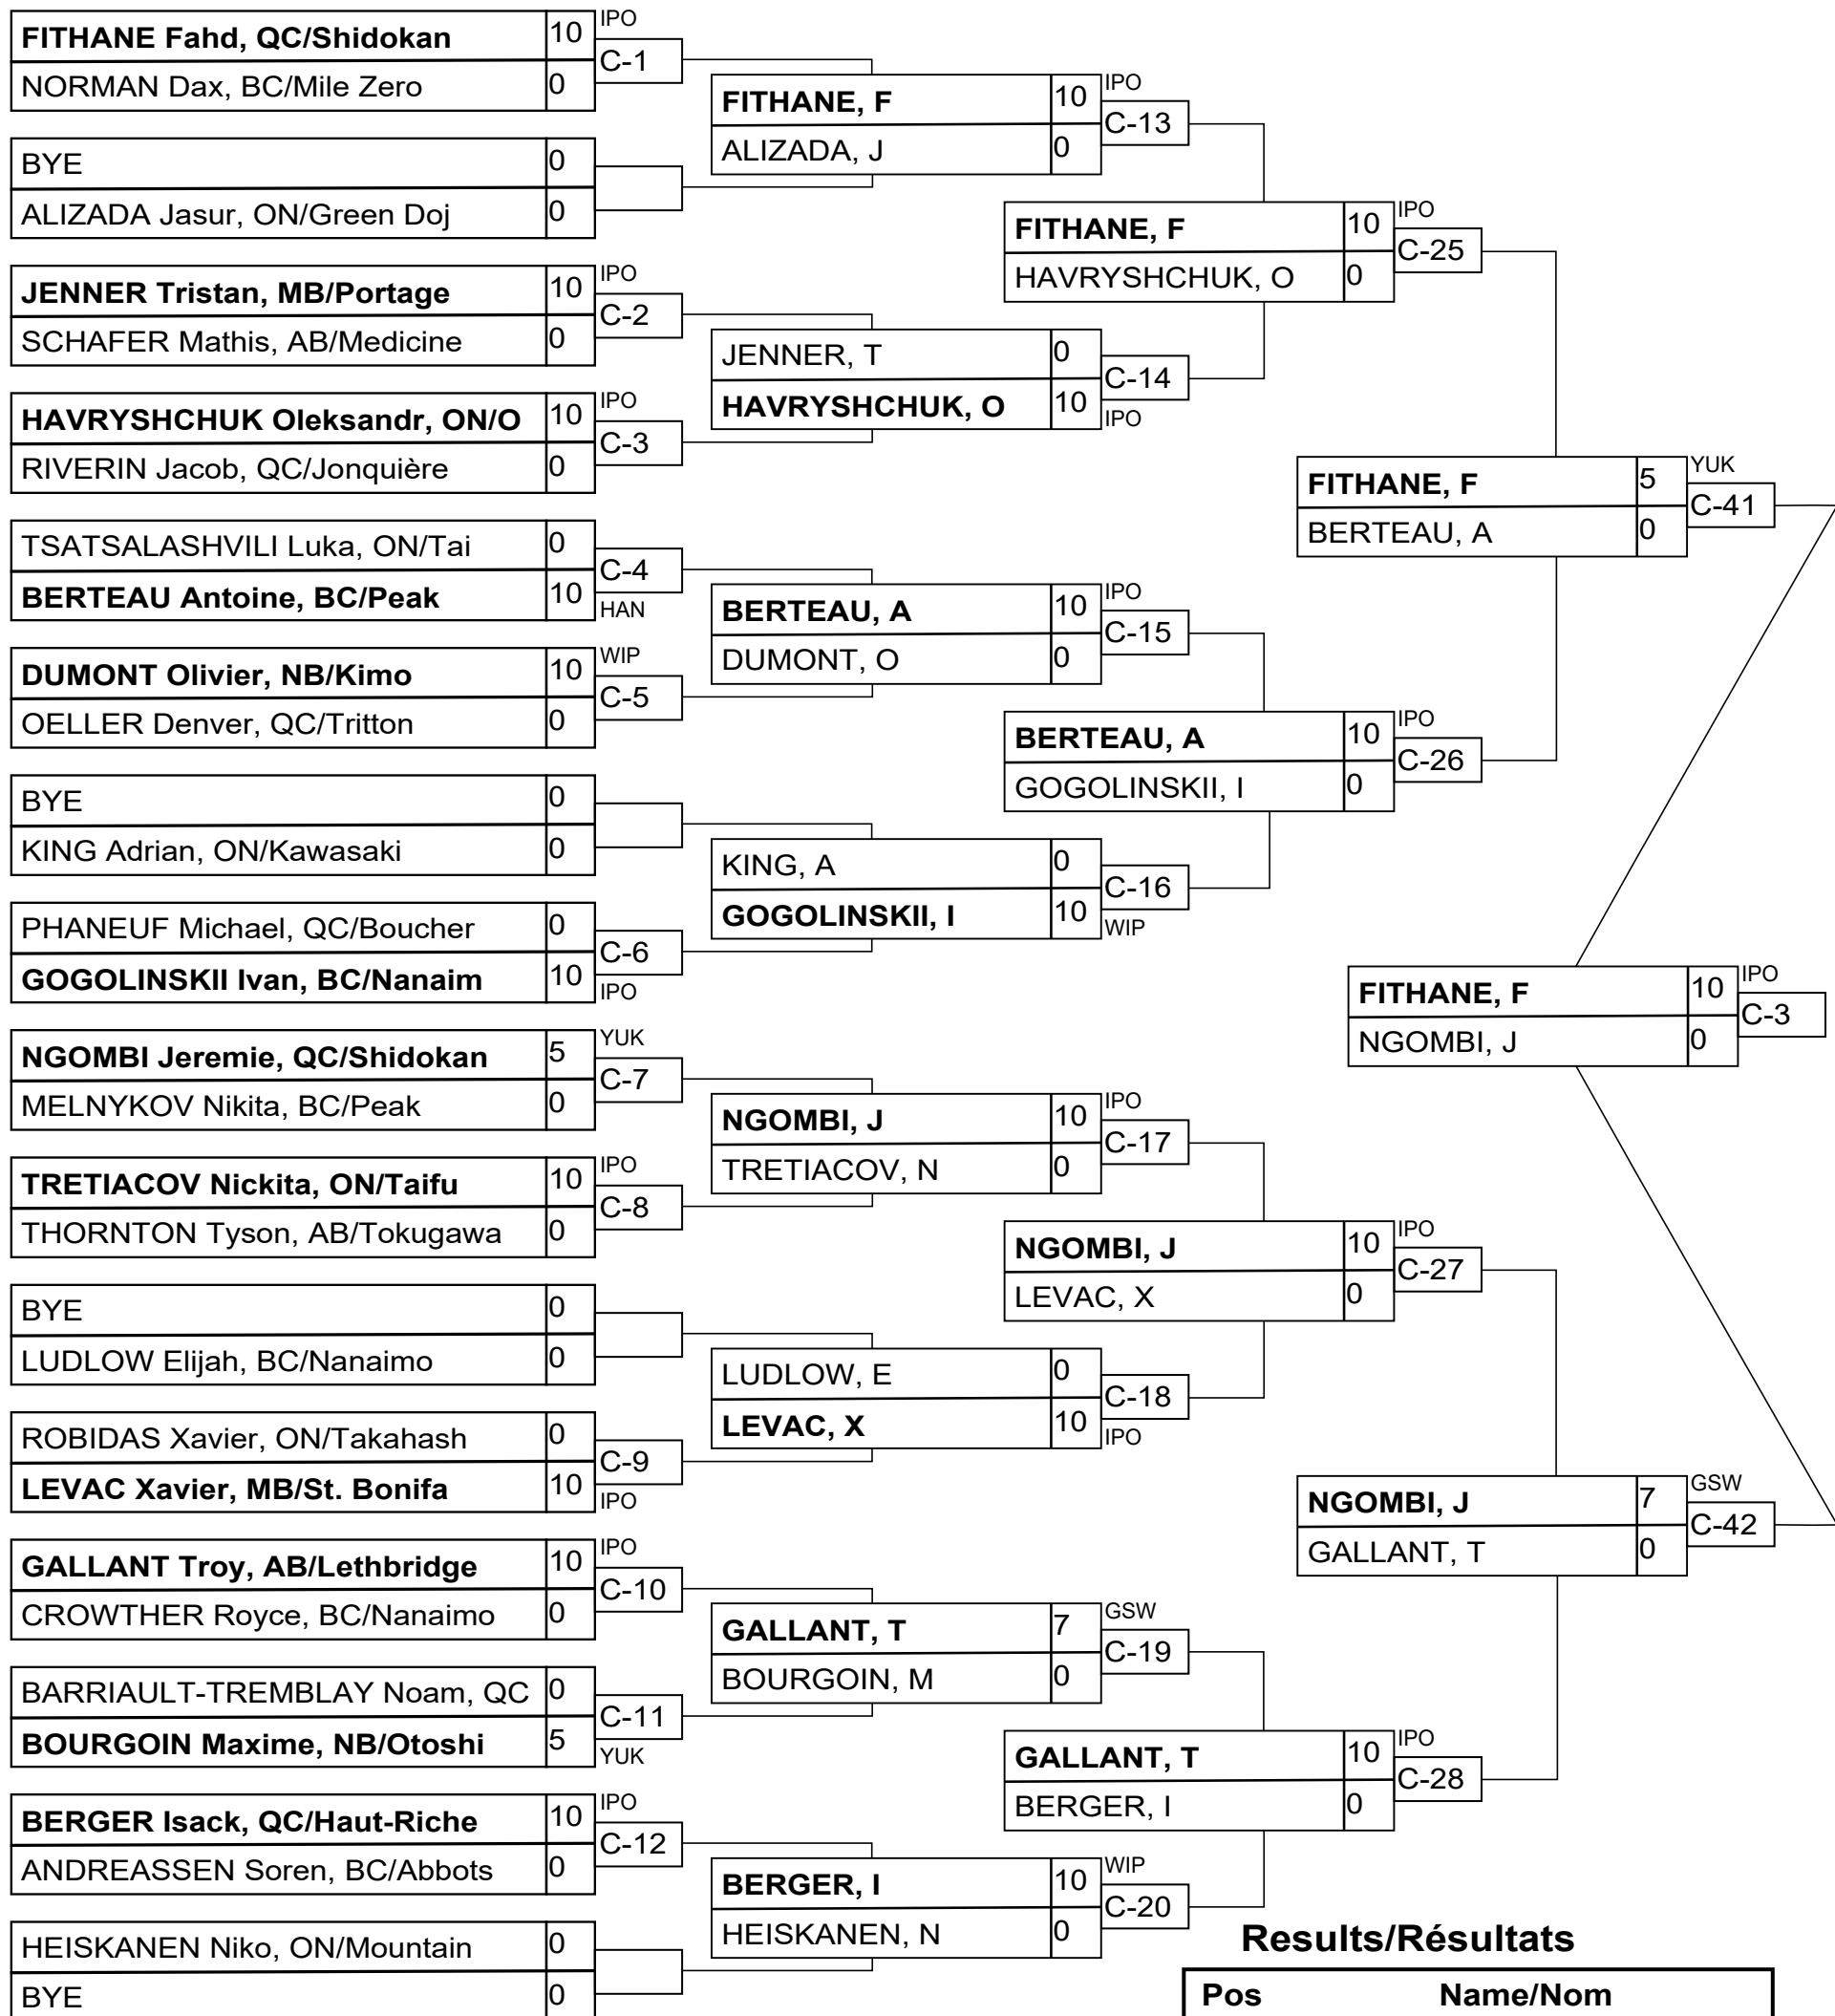 FITHANE Fahd, QC/Shidokan 10 IPO
C-1
NORMAN Dax, BC/Mile Zero 0
BYE 0
ALIZADA Jasur, ON/Green Doj 0
JENNER Tristan, MB/Portage 10 IPO
C-2
SCHAFER Mathis, AB/Medicine 0
HAVRYSHCHUK Oleksandr, ON/O 10 IPO
C-3
RIVERIN Jacob, QC/Jonquière 0
TSATSALASHVILI Luka, ON/Tai 0
C-4
BERTEAU Antoine, BC/Peak 10 HAN
DUMONT Olivier, NB/Kimo 10 WIP
C-5
OELLER Denver, QC/Tritton 0
BYE 0
KING Adrian, ON/Kawasaki 0
PHANEUF Michael, QC/Boucher 0
C-6
GOGOLINSKII Ivan, BC/Nanaim 10 IPO
NGOMBI Jeremie, QC/Shidokan 5 YUK
C-7
MELNYKOV Nikita, BC/Peak 0
TRETIACOV Nickita, ON/Taifu 10 IPO
C-8
THORNTON Tyson, AB/Tokugawa 0
BYE 0
LUDLOW Elijah, BC/Nanaimo 0
ROBIDAS Xavier, ON/Takahash 0
C-9
LEVAC Xavier, MB/St. Bonifa 10 IPO
GALLANT Troy, AB/Lethbridge 10 IPO
C-10
CROWTHER Royce, BC/Nanaimo 0
BARRIAULT-TREMBLAY Noam, QC 0
C-11
BOURGOIN Maxime, NB/Otoshi 5 YUK
BERGER Isack, QC/Haut-Riche 10 IPO
C-12
ANDREASSEN Soren, BC/Abbots 0
HEISKANEN Niko, ON/Mountain 0
BYE 0
FITHANE, F 10 IPO
C-13
ALIZADA, J 0
JENNER, T 0
C-14
HAVRYSHCHUK, O 10 IPO
BERTEAU, A 10 IPO
C-15
DUMONT, O 0
KING, A 0
C-16
GOGOLINSKII, I 10 WIP
NGOMBI, J 10 IPO
C-17
TRETIACOV, N 0
LUDLOW, E 0
C-18
LEVAC, X 10 IPO
GALLANT, T 7 GSW
C-19
BOURGOIN, M 0
BERGER, I 10 WIP
C-20
HEISKANEN, N 0
FITHANE, F 10 IPO
C-25
HAVRYSHCHUK, O 0
BERTEAU, A 10 IPO
C-26
GOGOLINSKII, I 0
NGOMBI, J 10 IPO
C-27
LEVAC, X 0
GALLANT, T 10 IPO
C-28
BERGER, I 0
FITHANE, F 5 YUK
C-41
BERTEAU, A 0
NGOMBI, J 7 GSW
C-42
GALLANT, T 0
FITHANE, F 10 IPO
C-3
NGOMBI, J 0
Results/Résultats
Pos Name/Nom